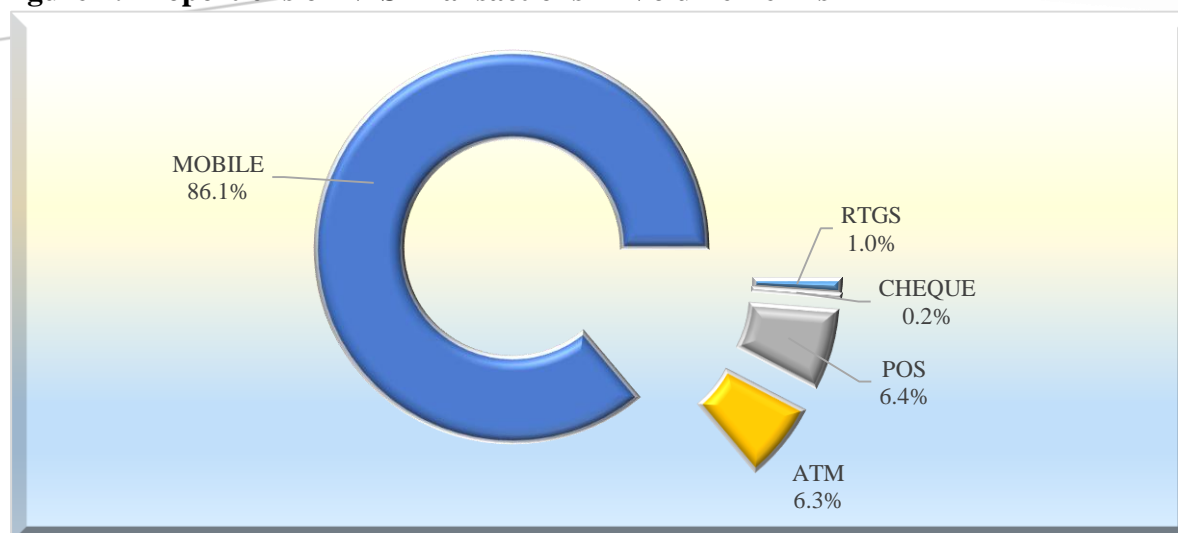 MOBILE
86.1%
RTGS
1.0%
CHEQUE
0.2%
POS
6.4%
ATM
6.3%